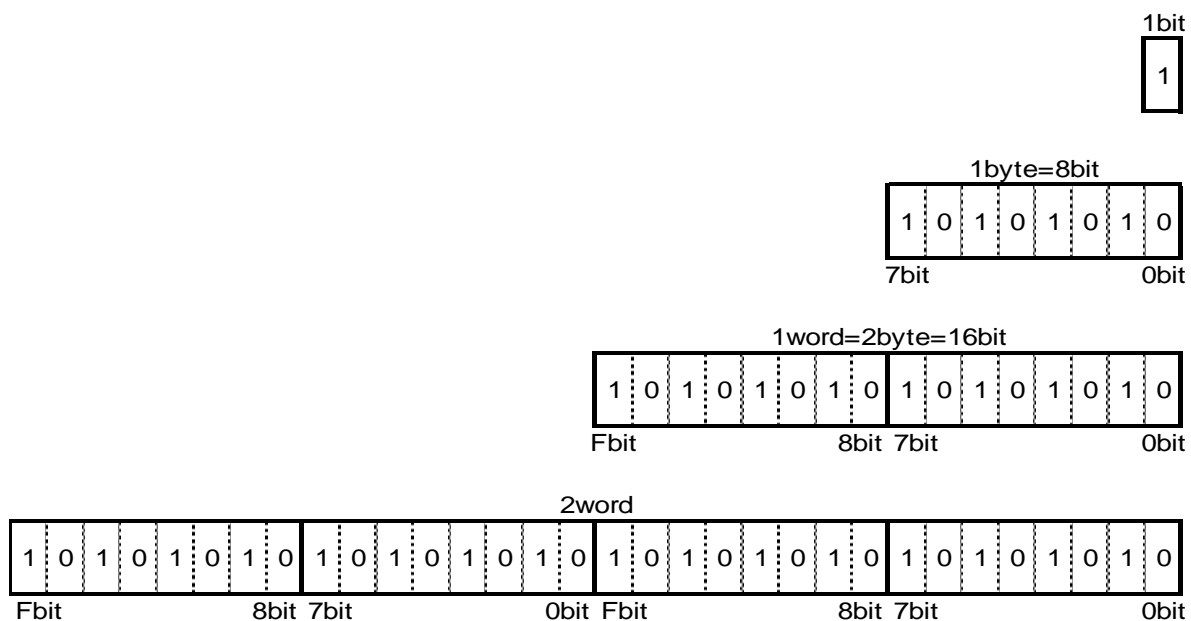 1bit
1
1byte=8bit
1 0 1 0 1 0 1 0
7bit 0bit
1word=2byte=16bit
1 0 1 0 1 0 1 0 1 0 1 0 1 0 1 0
Fbit 8bit 7bit 0bit
2word
1 0 1 0 1 0 1 0 1 0 1 0 1 0 1 0 1 0 1 0 1 0 1 0 1 0 1 0 1 0 1 0
Fbit 8bit 7bit 0bit Fbit 8bit 7bit 0bit